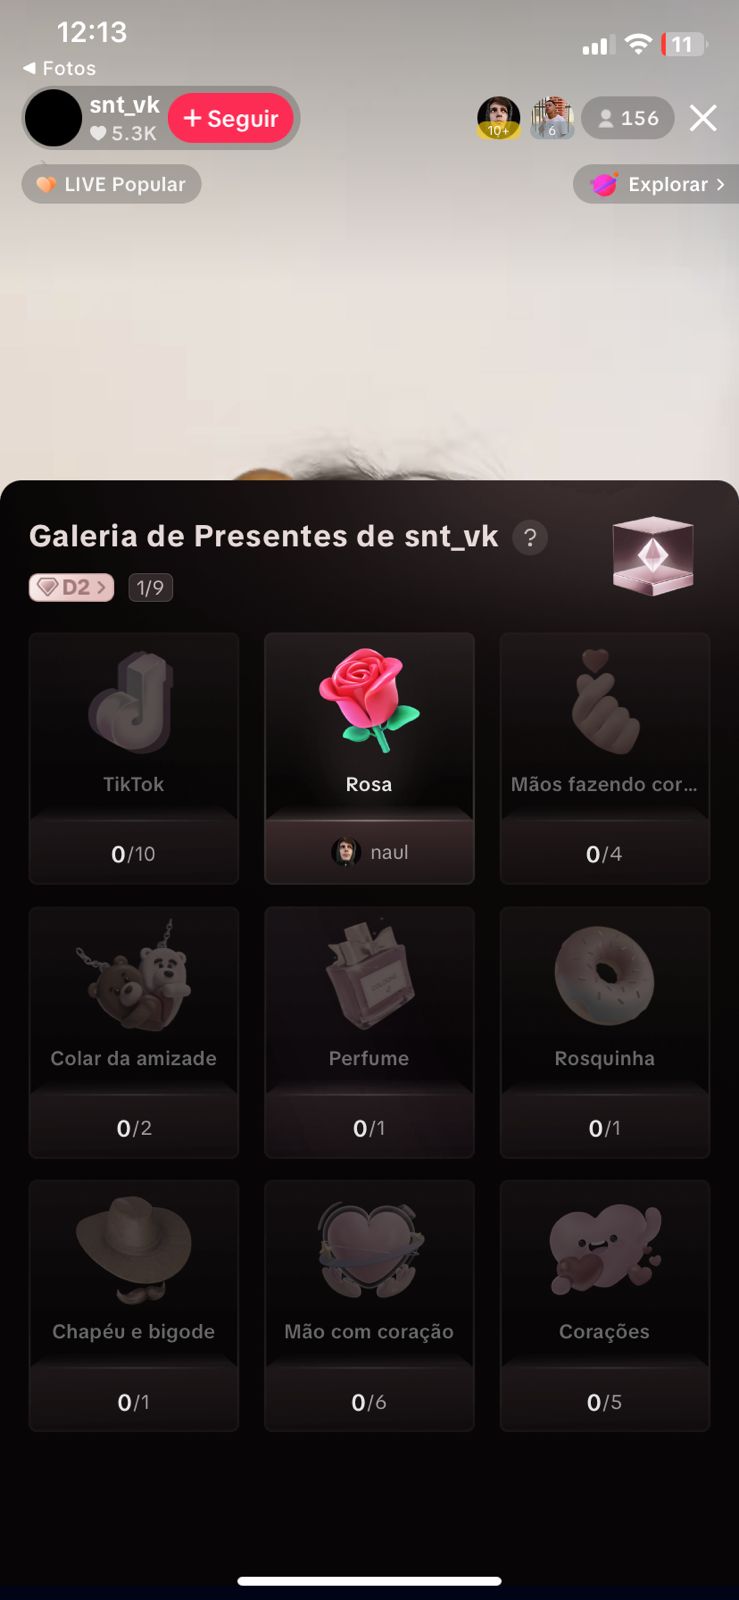 12:13
11
◀ Fotos
snt_vk
5.3K
+ Seguir
10+
6
156
LIVE Popular
Explorar >
Galeria de Presentes de snt_vk ?
D2 >
1/9
TikTok
Rosa
Mãos fazendo cor...
0/10
naul
0/4
COLOGNE
Colar da amizade
Perfume
Rosquinha
0/2
0/1
0/1
Chapéu e bigode
Mão com coração
Corações
0/1
0/6
0/5